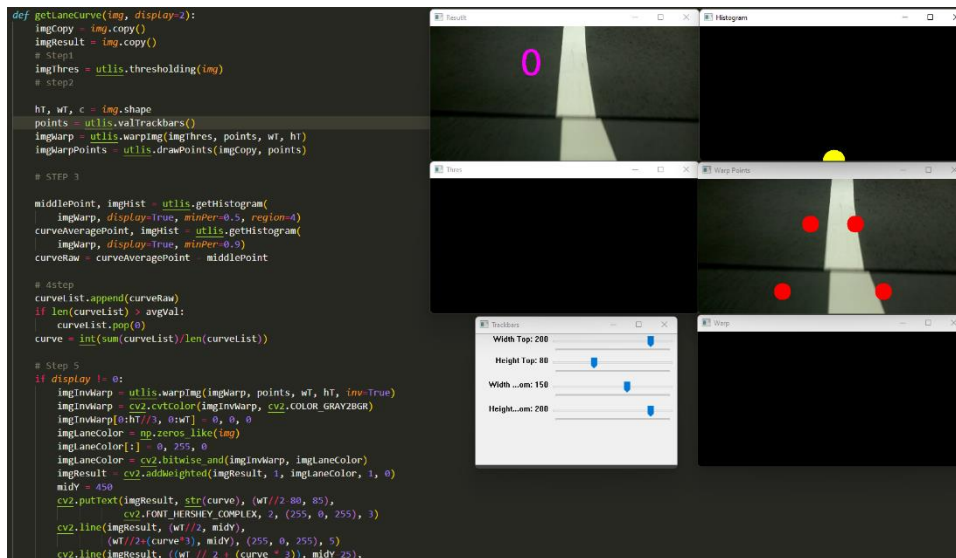 def getLaneCurve(img, display=2):
imgCopy = img.copy()
imgResult = img.copy()
# Step1
imgThres = utlis.thresholding(img)
# step2
hT, wT, c = img.shape
points = utlis.valTrackbars()
imgWarp = utlis.warpImg(imgThres, points, wT, hT)
imgWarpPoints = utlis.drawPoints(imgCopy, points)
# STEP 3
middlePoint, imgHist = utlis.getHistogram(
imgWarp, display=True, minPer=0.5, region=4)
curveAveragePoint, imgHist = utlis.getHistogram(
imgWarp, display=True, minPer=0.9)
curveRaw = curveAveragePoint - middlePoint
# 4step
curveList.append(curveRaw)
if len(curveList) > avgVal:
curveList.pop(0)
curve = int(sum(curveList)/len(curveList))
# Step 5
if display != 0:
imgInvWarp = utlis.warpImg(imgWarp, points, wT, hT, inv=True)
imgInvWarp = cv2.cvtColor(imgInvWarp, cv2.COLOR_GRAY2BGR)
imgInvWarp[0:hT//3, 0:wT] = 0, 0, 0
imgLaneColor = np.zeros_like(img)
imgLaneColor[:] = 0, 255, 0
imgLaneColor = cv2.bitwise_and(imgInvWarp, imgLaneColor)
imgResult = cv2.addWeighted(imgResult, 1, imgLaneColor, 1, 0)
midY = 450
cv2.putText(imgResult, str(curve), (wT//2-80, 85),
cv2.FONT_HERSHEY_COMPLEX, 2, (255, 0, 255), 3)
cv2.line(imgResult, (wT//2, midY),
(wT//2+(curve*3), midY), (255, 0, 255), 5)
cv2.line(imgResult, ((wT // 2 + (curve * 3)), midY-25),
Resutlt
0
Histogram
Thres
Warp Points
Trackbars
Width Top: 200
Height Top: 80
Width ...om: 150
Height...om: 200
Warp